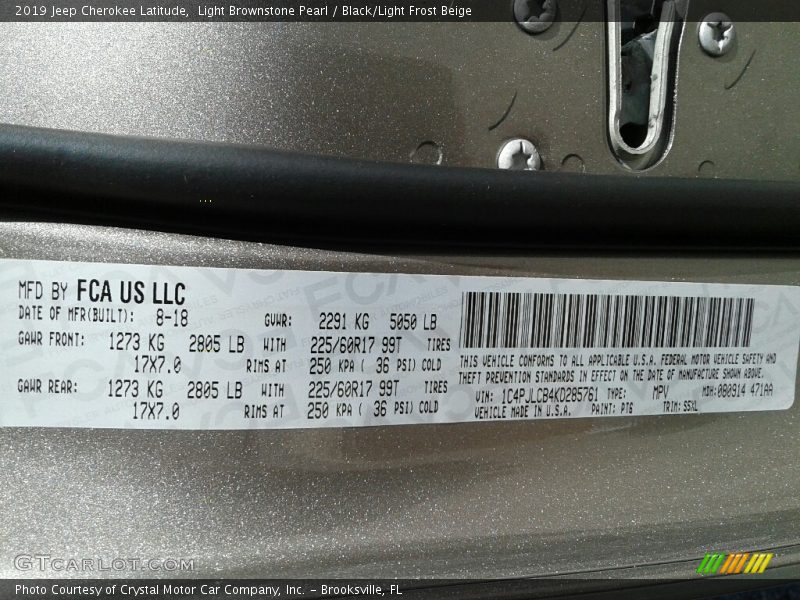 2019 Jeep Cherokee Latitude,  Light Brownstone Pearl / Black/Light Frost Beige
MFD BY FCA US LLC
DATE OF MFR(BUILT): 8-18 GVWR: 2291 KG 5050 LB
GAWR FRONT: 1273 KG 2805 LB WITH 225/60R17 99T TIRES
17X7.0 RIMS AT 250 KPA ( 36 PSI) COLD
GAWR REAR: 1273 KG 2805 LB WITH 225/60R17 99T TIRES
17X7.0 RIMS AT 250 KPA ( 36 PSI) COLD
THIS VEHICLE CONFORMS TO ALL APPLICABLE U.S.A. FEDERAL MOTOR VEHICLE SAFETY AND
THEFT PREVENTION STANDARDS IN EFFECT ON THE DATE OF MANUFACTURE SHOWN ABOVE.
VIN: 1C4PJLCB4KD285761 TYPE: MPV MDH:080914 471AA
VEHICLE MADE IN U.S.A. PAINT: PT6 TRIM:S5XL
GTCARLOT.COM
Photo Courtesy of Crystal Motor Car Company, Inc. – Brooksville, FL